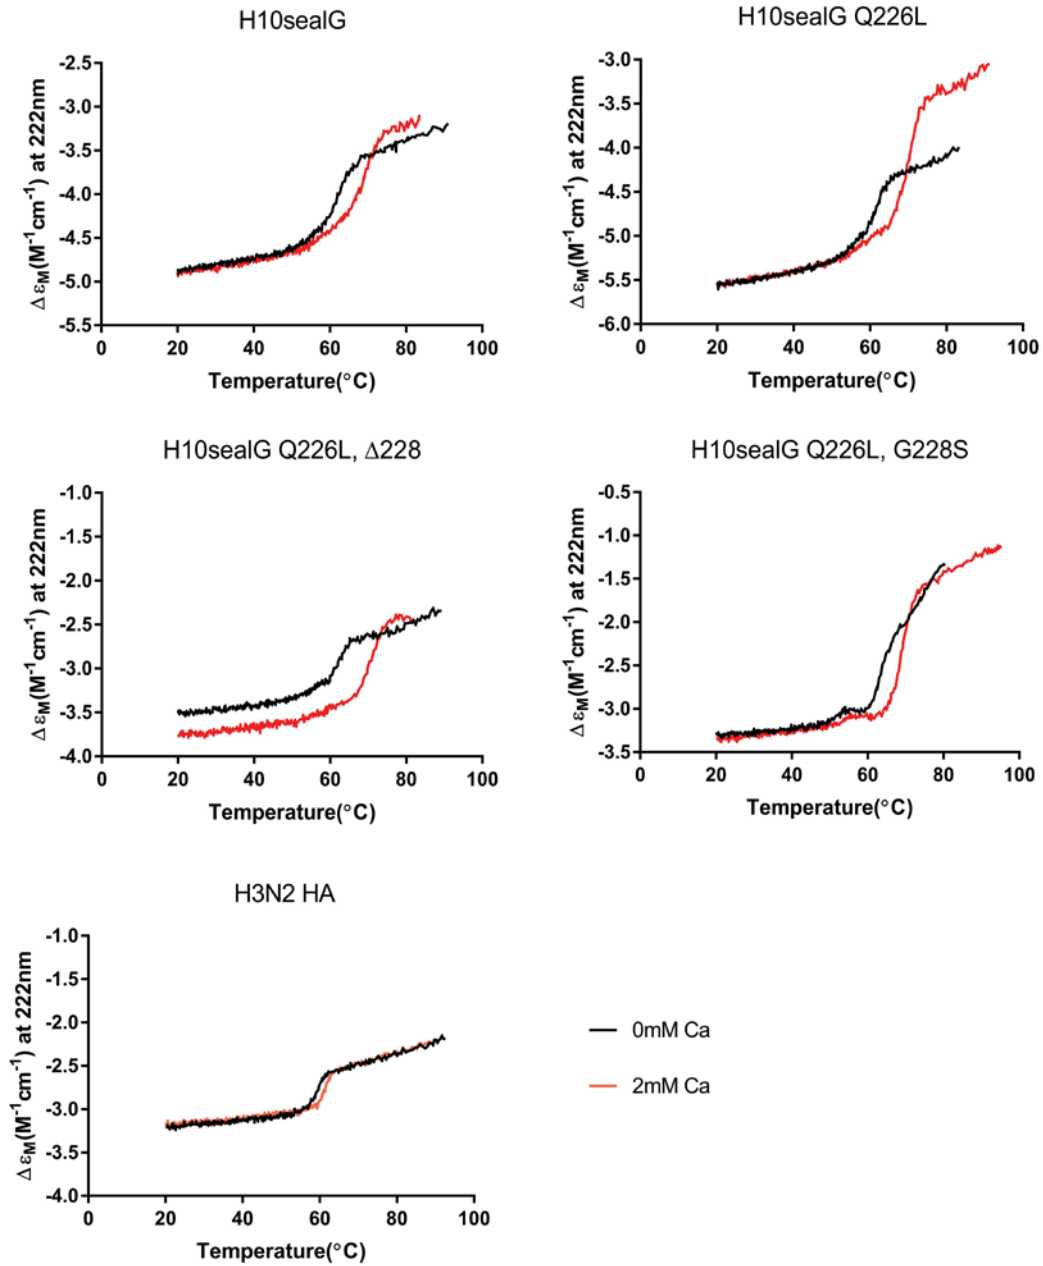 H10sealG
Δ ε_M(M⁻¹cm⁻¹) at 222nm
-2.5
-3.0
-3.5
-4.0
-4.5
-5.0
-5.5
0 20 40 60 80 100
Temperature(°C)
H10sealG Q226L
Δ ε_M(M⁻¹cm⁻¹) at 222nm
-3.0
-3.5
-4.0
-4.5
-5.0
-5.5
-6.0
0 20 40 60 80 100
Temperature(°C)
H10sealG Q226L, Δ228
Δ ε_M(M⁻¹cm⁻¹) at 222nm
-1.0
-1.5
-2.0
-2.5
-3.0
-3.5
-4.0
0 20 40 60 80 100
Temperature(°C)
H10sealG Q226L, G228S
Δ ε_M(M⁻¹cm⁻¹) at 222nm
-0.5
-1.0
-1.5
-2.0
-2.5
-3.0
-3.5
0 20 40 60 80 100
Temperature(°C)
H3N2 HA
Δ ε_M(M⁻¹cm⁻¹) at 222nm
-1.0
-1.5
-2.0
-2.5
-3.0
-3.5
-4.0
0 20 40 60 80 100
Temperature(°C)
0mM Ca
2mM Ca